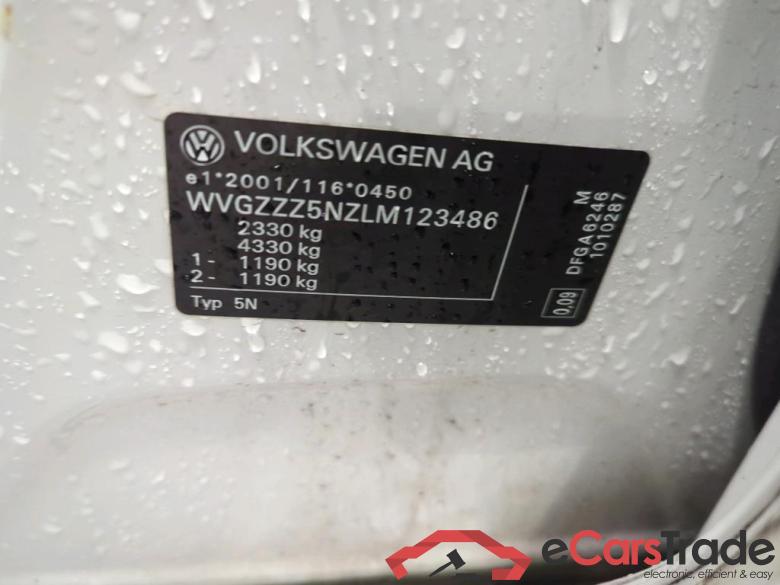 VOLKSWAGEN AG
e1*2001/116*0450
WVGZZZ5NZLM123486
2330 kg
4330 kg
1 - 1190 kg
2 - 1190 kg
Typ 5N
DFGA6246 M
1010287
0,09
eCarsTrade
electronic, efficient & easy